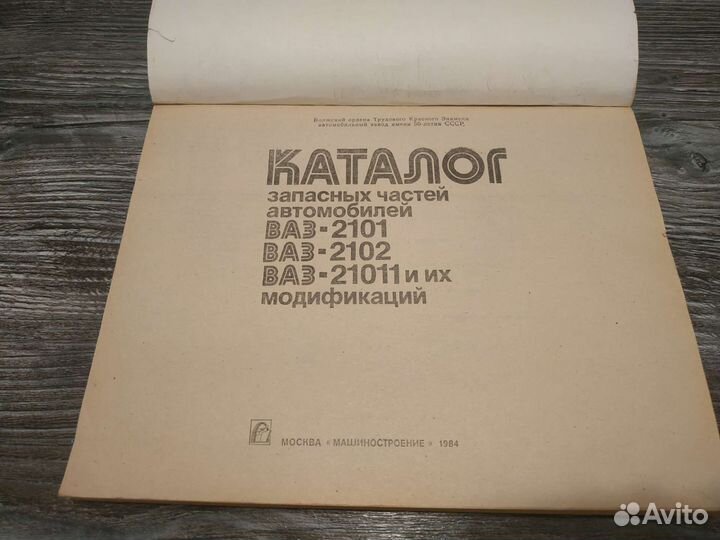 Волжский ордена Трудового Красного Знамени
автомобильный завод имени 50-летия СССР
КАТАЛОГ
запасных частей
автомобилей
ВАЗ-2101
ВАЗ-2102
ВАЗ-21011 и их
модификаций
МОСКВА «МАШИНОСТРОЕНИЕ» 1984
Avito